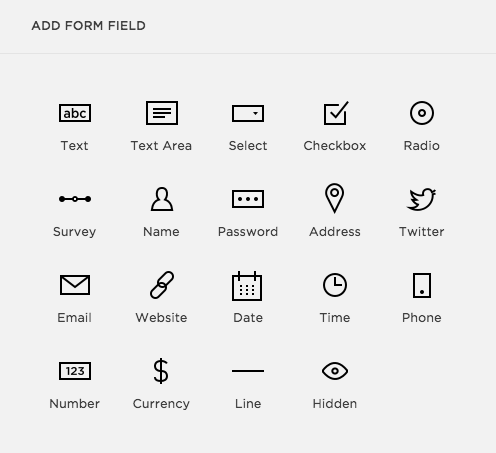 ADD FORM FIELD
abc
Text Text Area Select Checkbox Radio
Survey Name Password Address Twitter
Email Website Date Time Phone
123 $
Number Currency Line Hidden